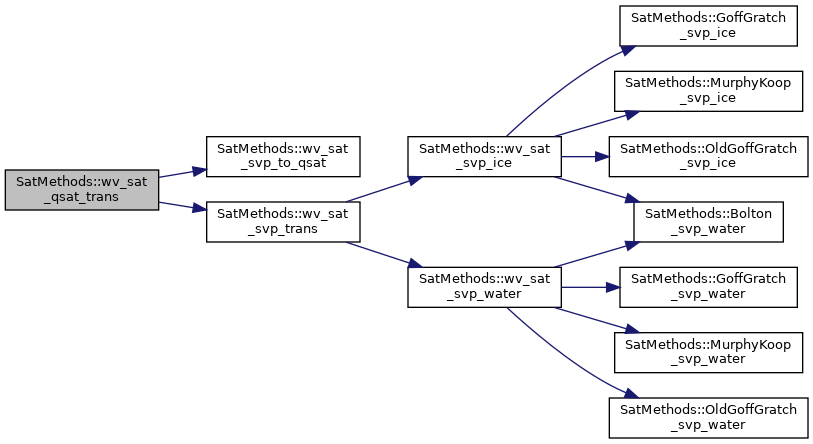 SatMethods::wv_sat
_qsat_trans
SatMethods::wv_sat
_svp_to_qsat
SatMethods::wv_sat
_svp_trans
SatMethods::wv_sat
_svp_ice
SatMethods::wv_sat
_svp_water
SatMethods::GoffGratch
_svp_ice
SatMethods::MurphyKoop
_svp_ice
SatMethods::OldGoffGratch
_svp_ice
SatMethods::Bolton
_svp_water
SatMethods::GoffGratch
_svp_water
SatMethods::MurphyKoop
_svp_water
SatMethods::OldGoffGratch
_svp_water